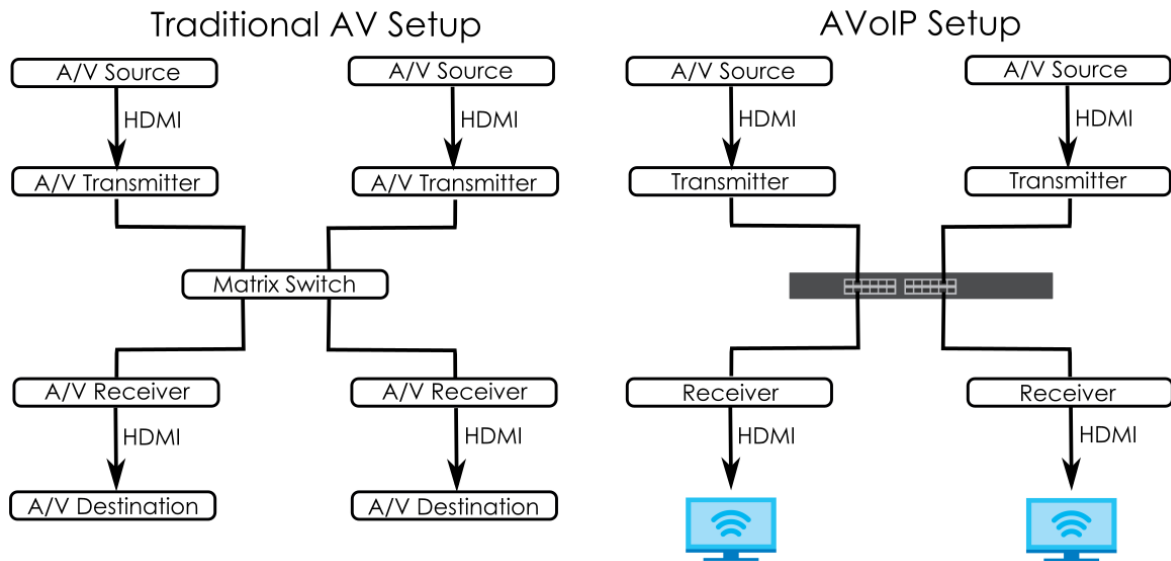 Traditional AV Setup
A/V Source
A/V Source
HDMI
HDMI
A/V Transmitter
A/V Transmitter
Matrix Switch
A/V Receiver
A/V Receiver
HDMI
HDMI
A/V Destination
A/V Destination
AVoIP Setup
A/V Source
A/V Source
HDMI
HDMI
Transmitter
Transmitter
Receiver
Receiver
HDMI
HDMI